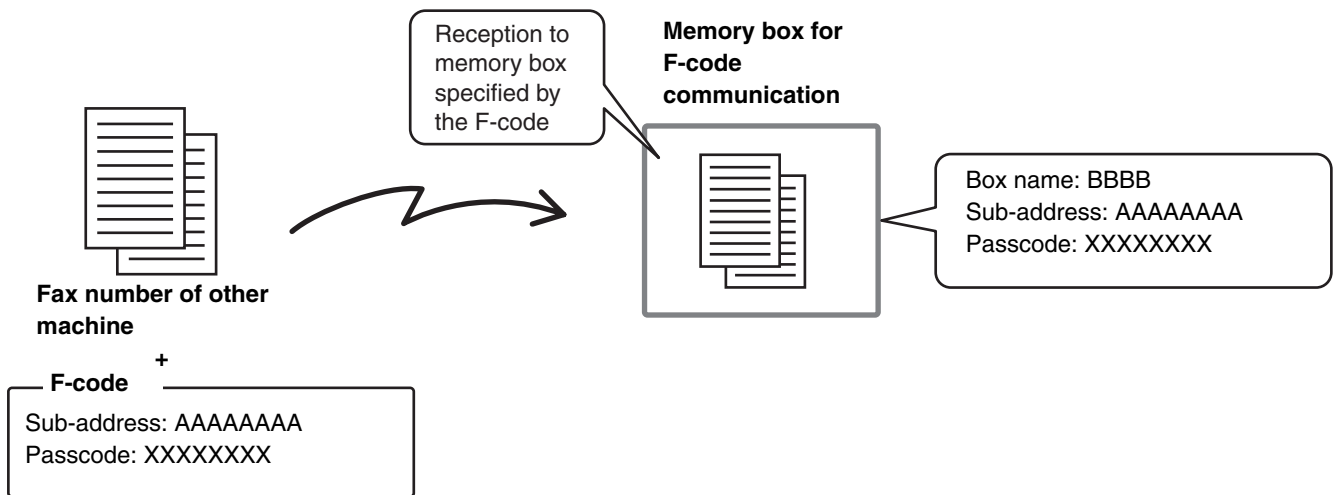 Reception to
memory box
specified by
the F-code
Memory box for
F-code
communication
Box name: BBBB
Sub-address: AAAAAAAA
Passcode: XXXXXXXX
Fax number of other
machine
+
F-code
Sub-address: AAAAAAAA
Passcode: XXXXXXXX